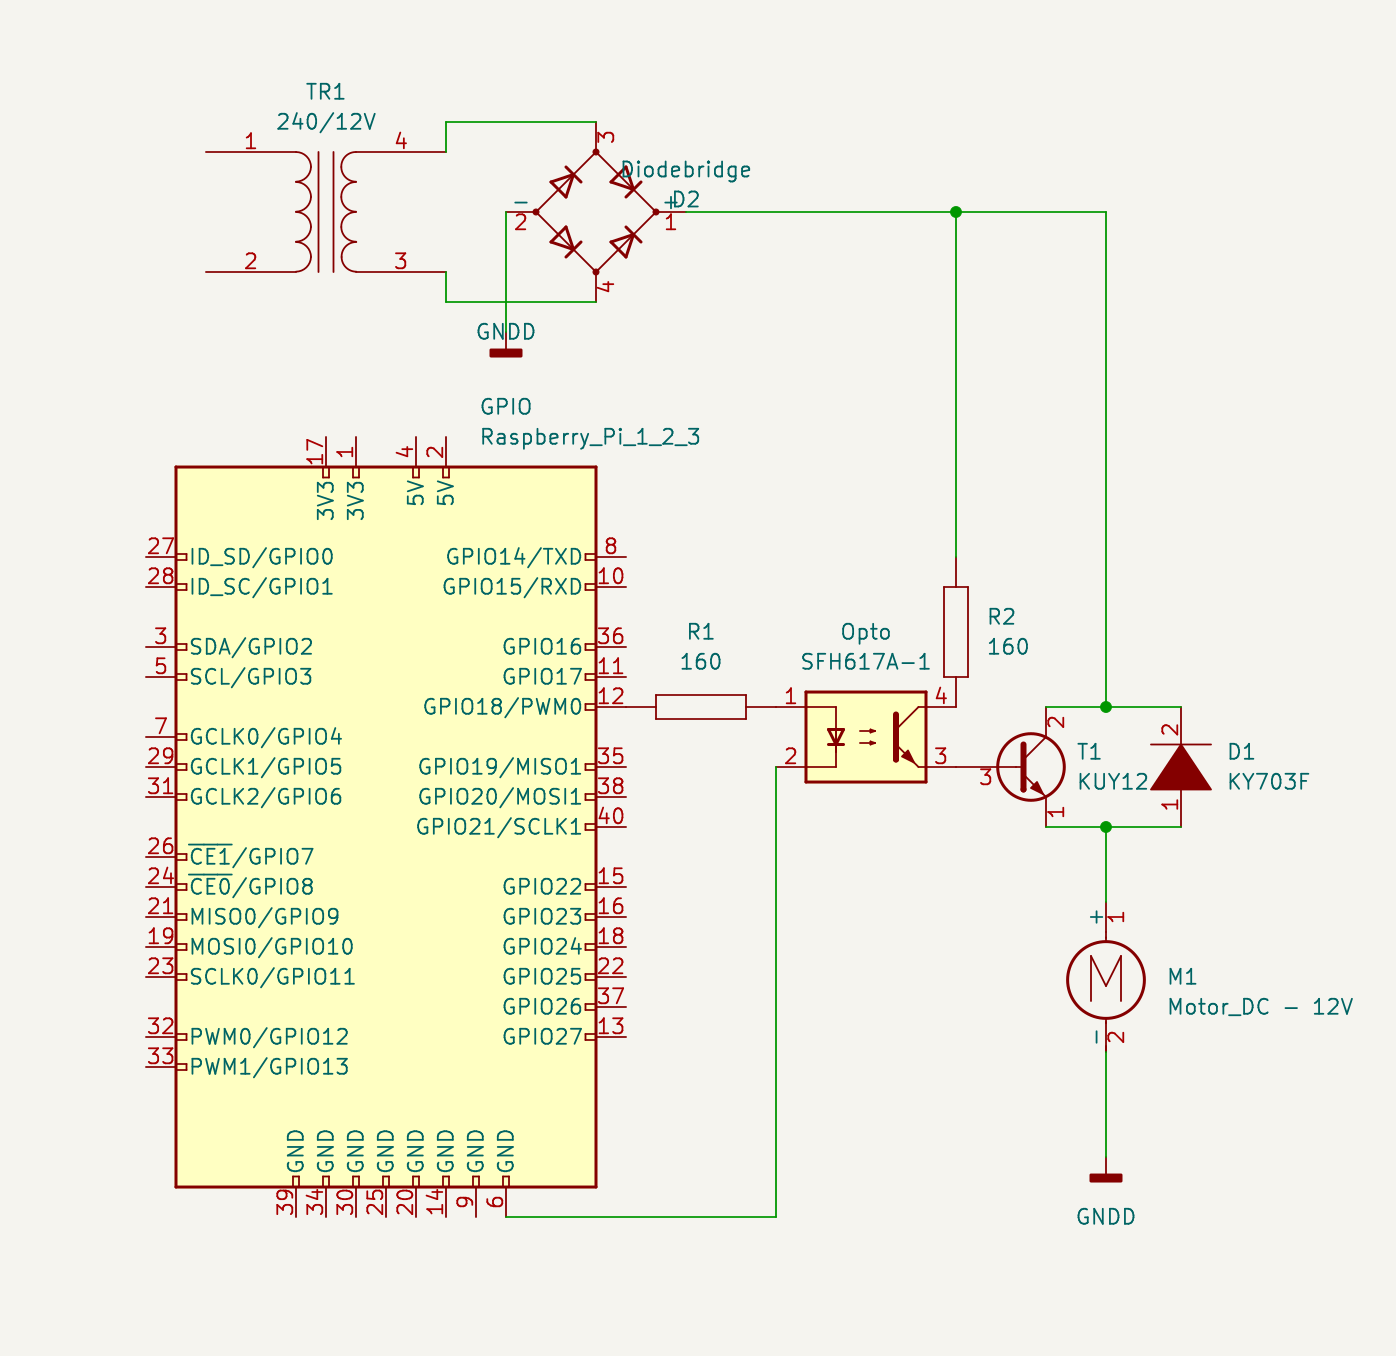 TR1
240/12V
1
4
2
3
3
Diodebridge
D2
-
2
+
1
4
GNDD
GPIO
Raspberry_Pi_1_2_3
17
1
4
2
3V3
3V3
5V
5V
27
ID_SD/GPIO0
28
ID_SC/GPIO1
3
SDA/GPIO2
5
SCL/GPIO3
7
GCLK0/GPIO4
29
GCLK1/GPIO5
31
GCLK2/GPIO6
26
CE1/GPIO7
24
CE0/GPIO8
21
MISO0/GPIO9
19
MOSI0/GPIO10
23
SCLK0/GPIO11
32
PWM0/GPIO12
33
PWM1/GPIO13
GPIO14/TXD
8
GPIO15/RXD
10
GPIO16
36
GPIO17
11
GPIO18/PWM0
12
GPIO19/MISO1
35
GPIO20/MOSI1
38
GPIO21/SCLK1
40
GPIO22
15
GPIO23
16
GPIO24
18
GPIO25
22
GPIO26
37
GPIO27
13
GND
GND
GND
GND
GND
GND
GND
GND
39
34
30
25
20
14
9
6
R1
160
Opto
SFH617A-1
1
2
4
3
R2
160
2
3
1
T1
KUY12
2
1
D1
KY703F
+
1
M
M1
Motor_DC - 12V
-
2
GNDD